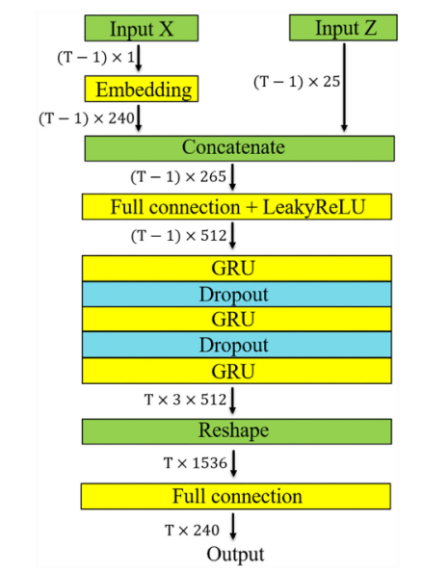 Input X
Input Z
(T − 1) × 1
(T − 1) × 25
Embedding
(T − 1) × 240
Concatenate
(T − 1) × 265
Full connection + LeakyReLU
(T − 1) × 512
GRU
Dropout
GRU
Dropout
GRU
T × 3 × 512
Reshape
T × 1536
Full connection
T × 240
Output